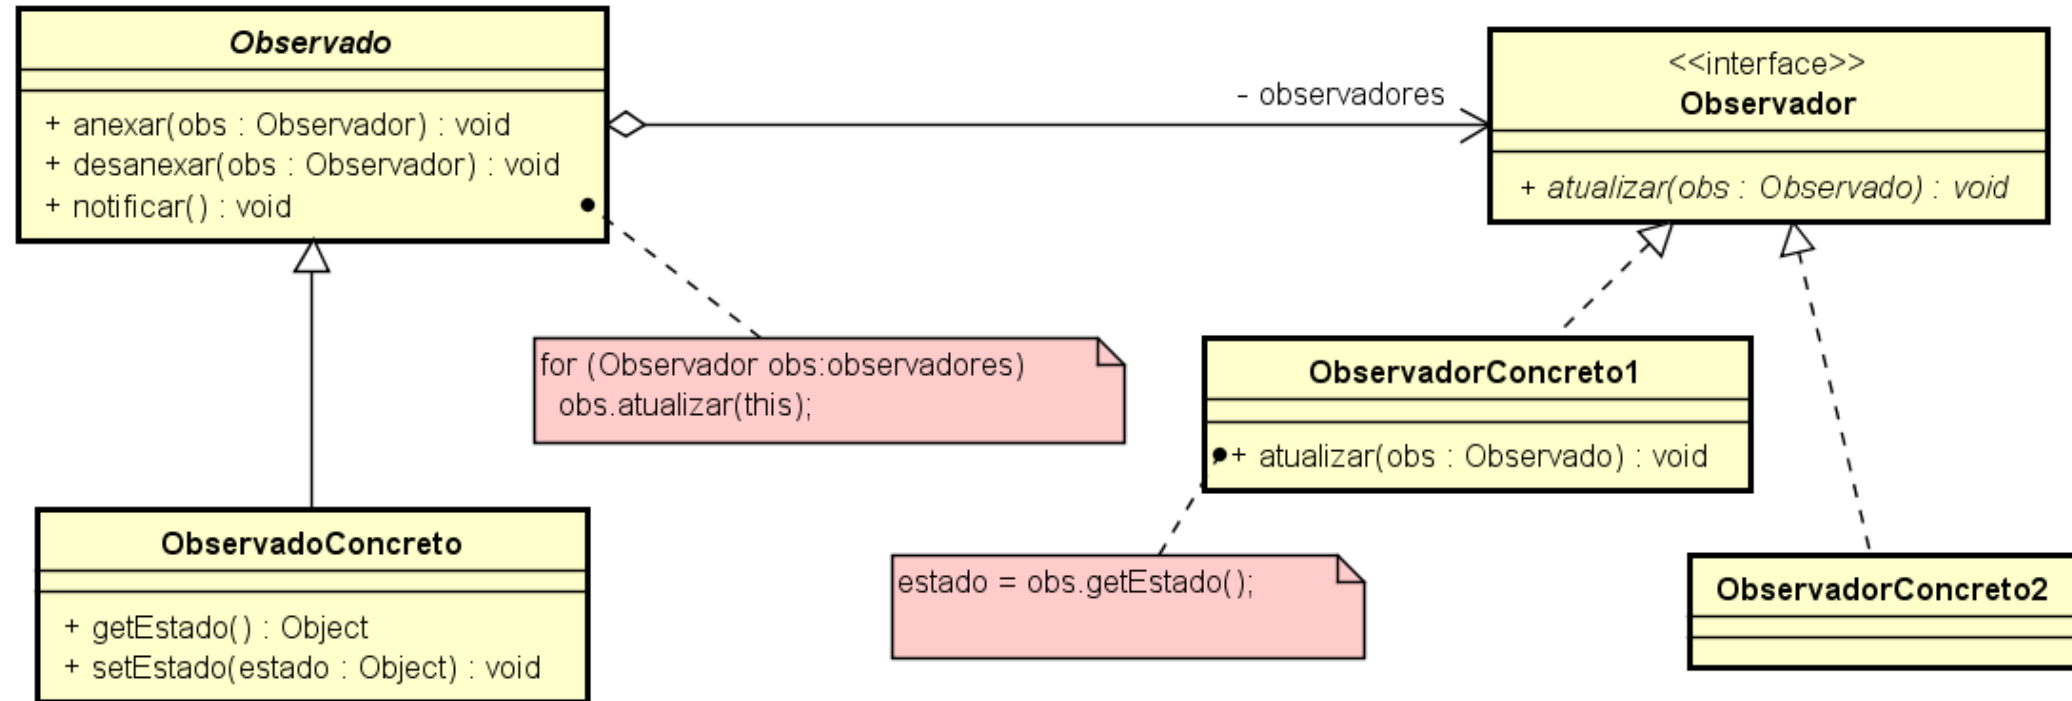 Observado
+ anexar(obs : Observador) : void
+ desanexar(obs : Observador) : void
+ notificar() : void
- observadores
<<interface>>
Observador
+ atualizar(obs : Observado) : void
for (Observador obs:observadores)
obs.atualizar(this);
ObservadorConcreto1
+ atualizar(obs : Observado) : void
ObservadoConcreto
+ getEstado() : Object
+ setEstado(estado : Object) : void
estado = obs.getEstado();
ObservadorConcreto2